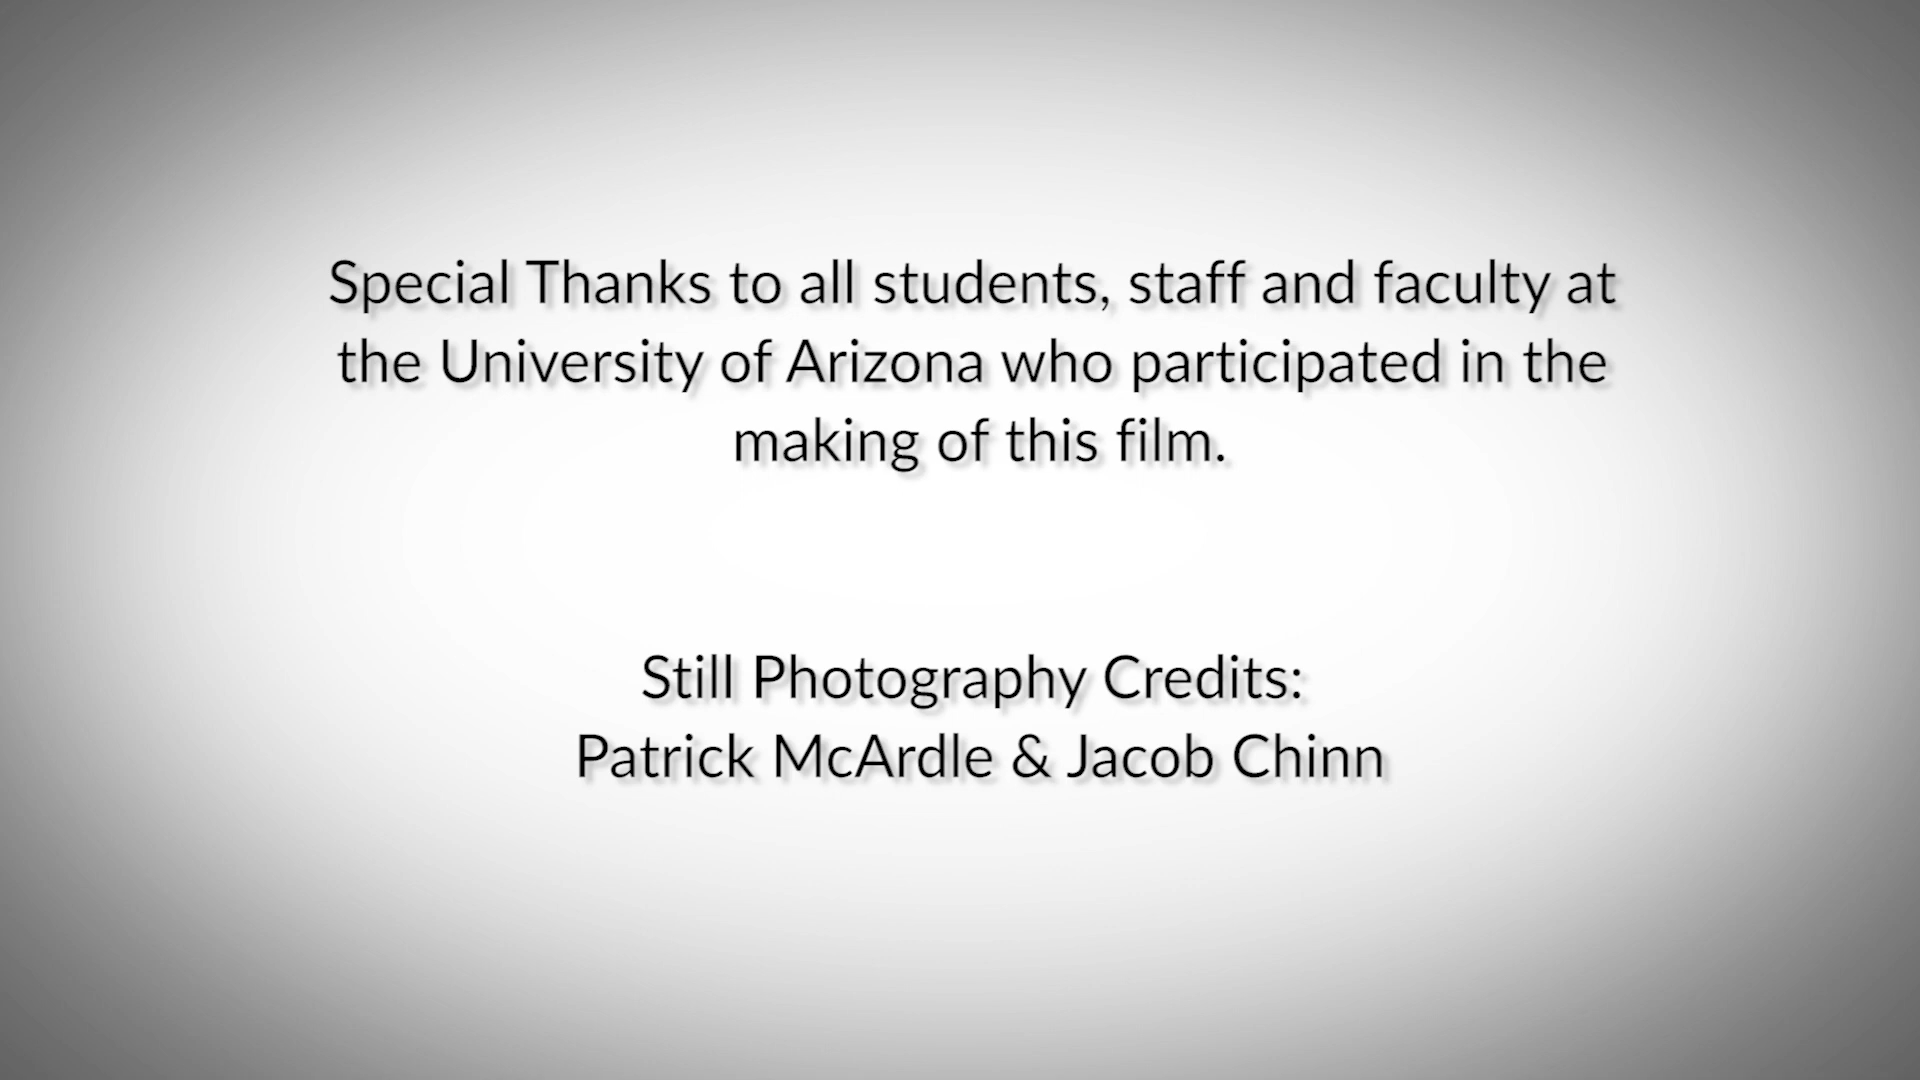 Special Thanks to all students, staff and faculty at
the University of Arizona who participated in the
making of this film.
Still Photography Credits:
Patrick McArdle & Jacob Chinn